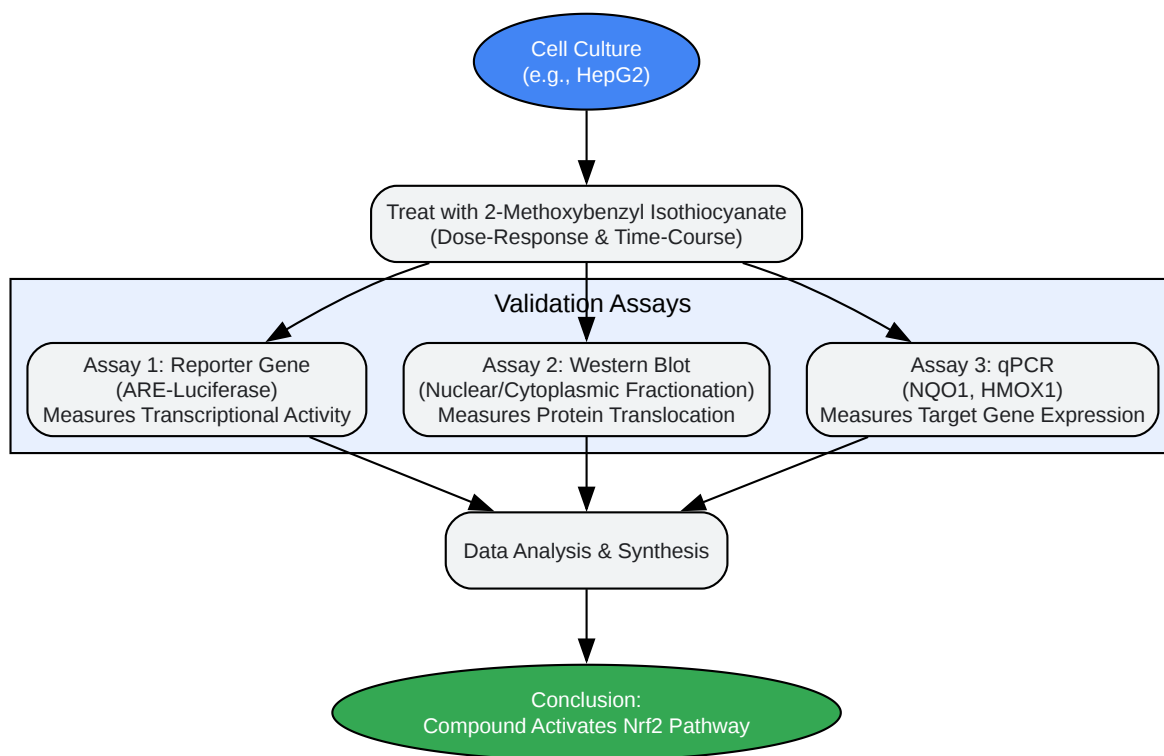 Cell Culture
(e.g., HepG2)
Treat with 2-Methoxybenzyl Isothiocyanate
(Dose-Response & Time-Course)
Validation Assays
Assay 1: Reporter Gene
(ARE-Luciferase)
Measures Transcriptional Activity
Assay 2: Western Blot
(Nuclear/Cytoplasmic Fractionation)
Measures Protein Translocation
Assay 3: qPCR
(NQO1, HMOX1)
Measures Target Gene Expression
Data Analysis & Synthesis
Conclusion:
Compound Activates Nrf2 Pathway